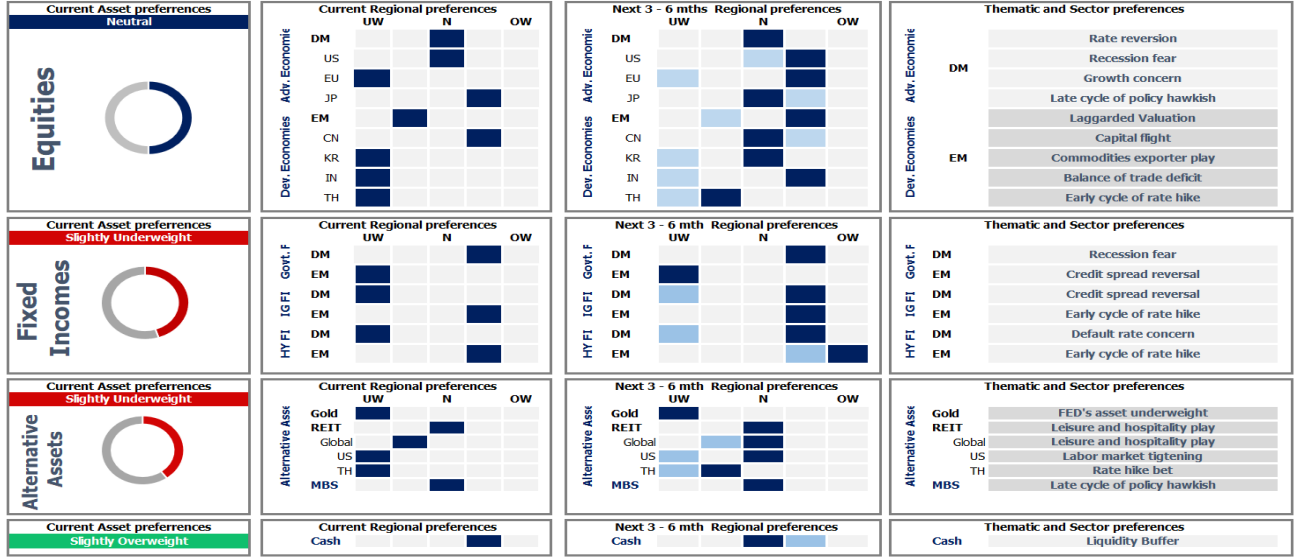 Current Asset preferrences
Neutral
Equities
Current Regional preferences
UW N OW
Adv. Economie
DM
US
EU
JP
Dev. Economies
EM
CN
KR
IN
TH
Next 3 - 6 mths Regional preferences
UW N OW
Adv. Economie
DM
US
EU
JP
Dev. Economies
EM
CN
KR
IN
TH
Thematic and Sector preferences
Adv. Economie
DM
Rate reversion
Recession fear
Growth concern
Late cycle of policy hawkish
Dev. Economies
EM
Laggarded Valuation
Capital flight
Commodities exporter play
Balance of trade deficit
Early cycle of rate hike
Current Asset preferrences
Slightly Underweight
Fixed
Incomes
Current Regional preferences
UW N OW
Govt. F
DM
EM
IG FI
DM
EM
HY FI
DM
EM
Next 3 - 6 mth Regional preferences
UW N OW
Govt. F
DM
EM
IG FI
DM
EM
HY FI
DM
EM
Thematic and Sector preferences
Govt. F
DM Recession fear
EM Credit spread reversal
IG FI
DM Credit spread reversal
EM Early cycle of rate hike
HY FI
DM Default rate concern
EM Early cycle of rate hike
Current Asset preferrences
Slightly Underweight
Alternative
Assets
Current Regional preferences
UW N OW
Alternative Asse
Gold
REIT
Global
US
TH
MBS
Next 3 - 6 mth Regional preferences
UW N OW
Alternative Asse
Gold
REIT
Global
US
TH
MBS
Thematic and Sector preferences
Alternative Asse
Gold FED's asset underweight
REIT Leisure and hospitality play
Global Leisure and hospitality play
US Labor market tigtening
TH Rate hike bet
MBS Late cycle of policy hawkish
Current Asset preferrences
Slightly Overweight
Current Regional preferences
Cash
Next 3 - 6 mth Regional preferences
Cash
Thematic and Sector preferences
Cash Liquidity Buffer